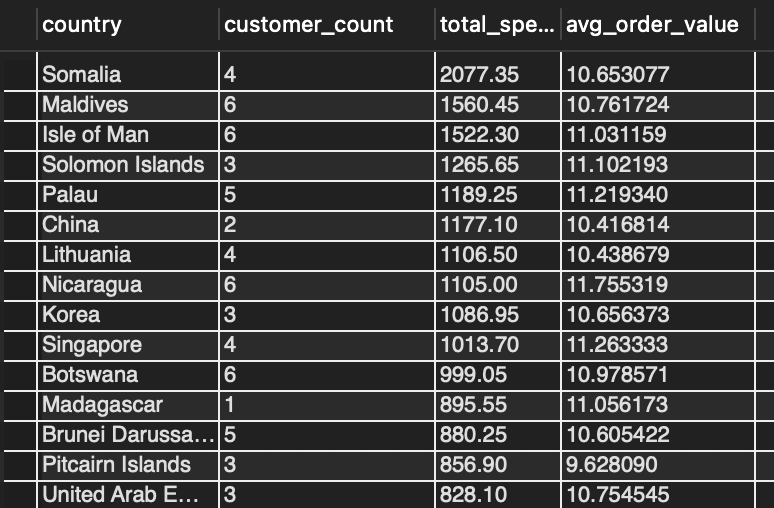 country customer_count total_spe... avg_order_value
Somalia 4 2077.35 10.653077
Maldives 6 1560.45 10.761724
Isle of Man 6 1522.30 11.031159
Solomon Islands 3 1265.65 11.102193
Palau 5 1189.25 11.219340
China 2 1177.10 10.416814
Lithuania 4 1106.50 10.438679
Nicaragua 6 1105.00 11.755319
Korea 3 1086.95 10.656373
Singapore 4 1013.70 11.263333
Botswana 6 999.05 10.978571
Madagascar 1 895.55 11.056173
Brunei Darussa... 5 880.25 10.605422
Pitcairn Islands 3 856.90 9.628090
United Arab E... 3 828.10 10.754545